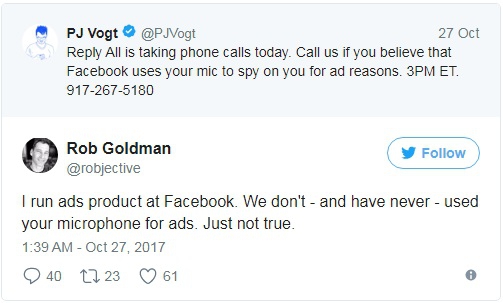 PJ Vogt @PJVogt 27 Oct
Reply All is taking phone calls today. Call us if you believe that
Facebook uses your mic to spy on you for ad reasons. 3PM ET.
917-267-5180
Rob Goldman
@robjective
Follow
I run ads product at Facebook. We don't - and have never - used
your microphone for ads. Just not true.
1:39 AM - Oct 27, 2017
40 23 61